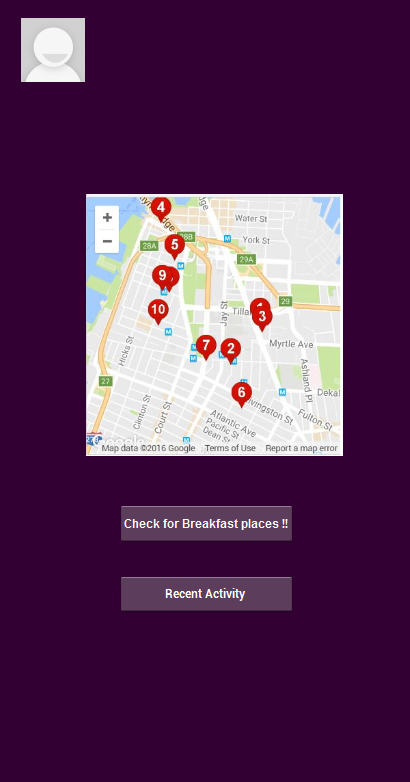 4
Water St
28B
York St
28A
5
29A
9
Jay St
10
29
Tilla
3
Myrtle Ave
7
2
Hicks St
Ashland Pl
27
6
Dekal
Clinton St
Court St
Livingston St
Fulton St
Atlantic Ave
Pacific St
Dean St
Google
Map data ©2016 Google
Terms of Use
Report a map error
Check for Breakfast places !!
Recent Activity